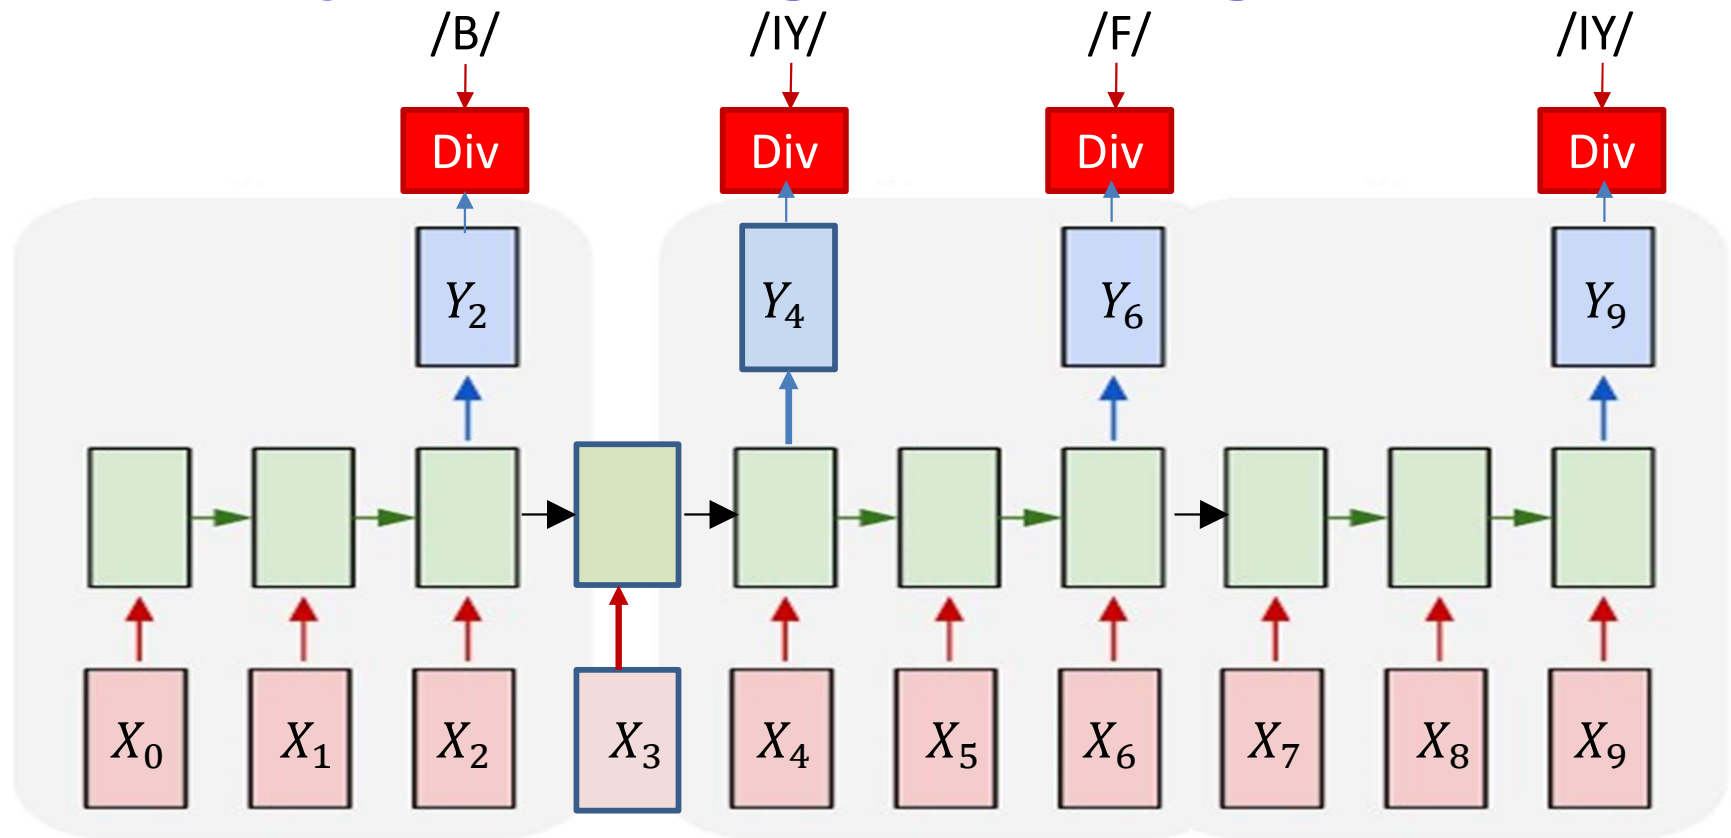 /B/ /IY/ /F/ /IY/
Div Div Div Div
Y₂ Y₄ Y₆ Y₉
X₀ X₁ X₂ X₃ X₄ X₅ X₆ X₇ X₈ X₉